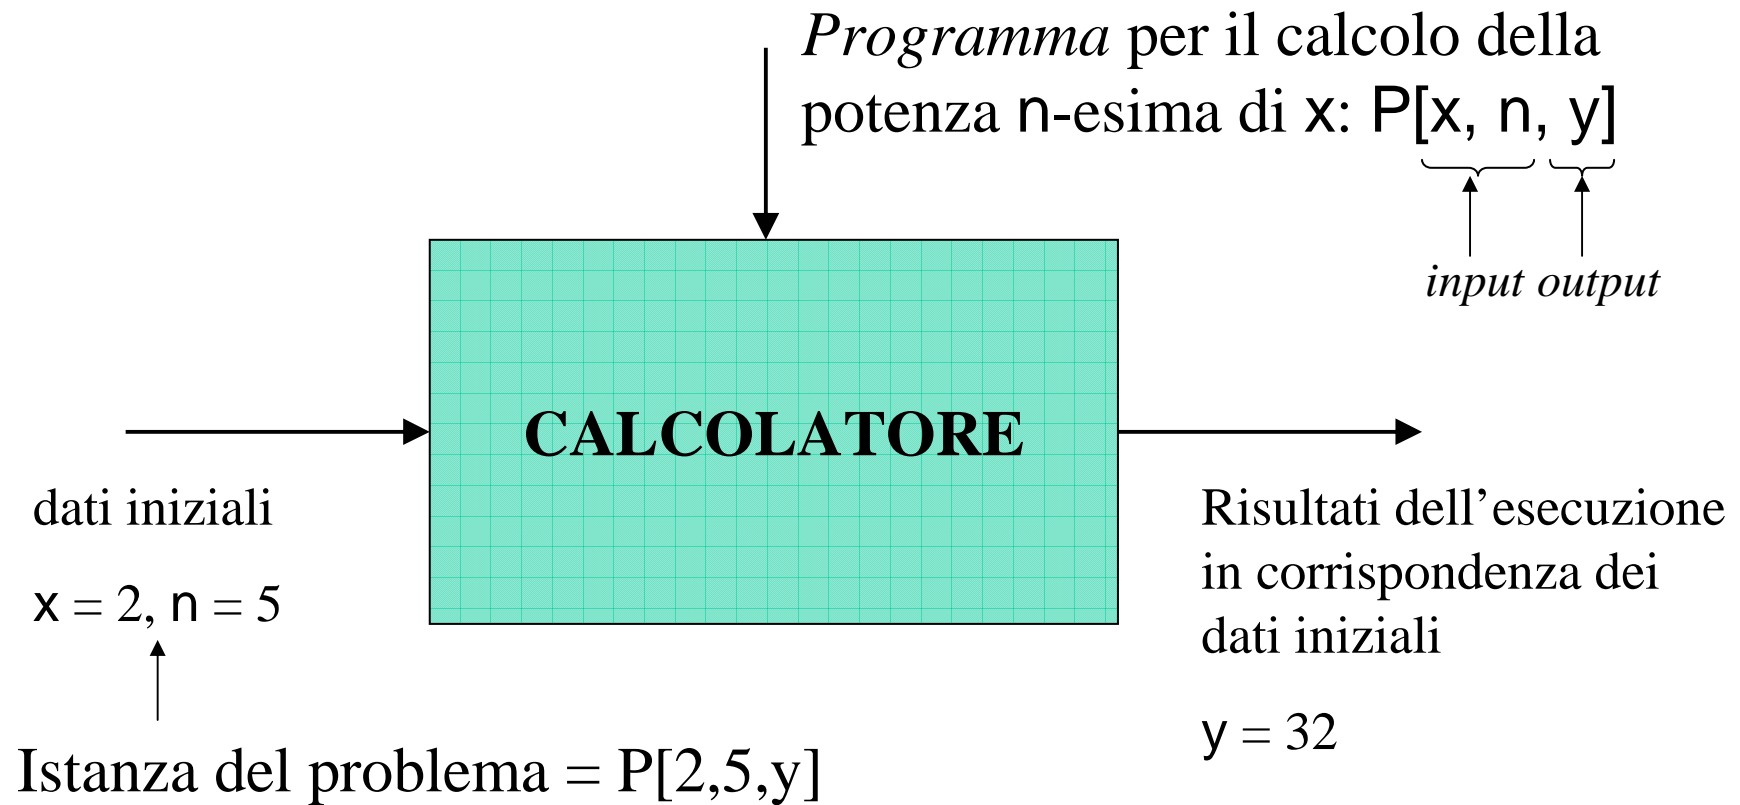 Programma per il calcolo della
potenza n-esima di x: P[x, n, y]
input output
CALCOLATORE
dati iniziali
x = 2, n = 5
Istanza del problema = P[2,5,y]
Risultati dell’esecuzione
in corrispondenza dei
dati iniziali
y = 32